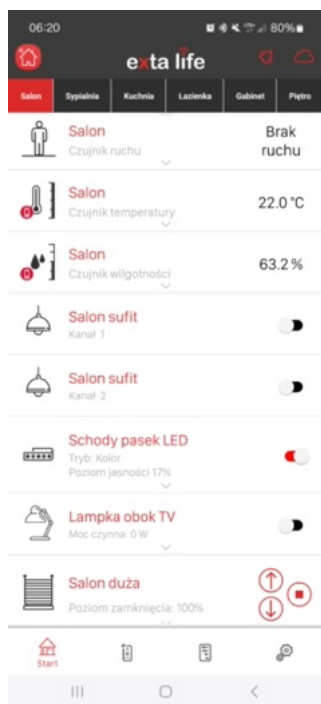 06:20 80%
exta life
Salon Sypialnia Kuchnia Lazienka Gabinet Piętro
Salon
Czujnik ruchu
Brak
ruchu
Salon
Czujnik temperatury
22.0 °C
Salon
Czujnik wilgotności
63.2 %
Salon sufit
Kanał 1
Salon sufit
Kanał 2
Schody pasek LED
Tryb: Kolor
Poziom jasności 17%
Lampka obok TV
Moc czynna: 0 W
Salon duża
Poziom zamknięcia: 100%
Start